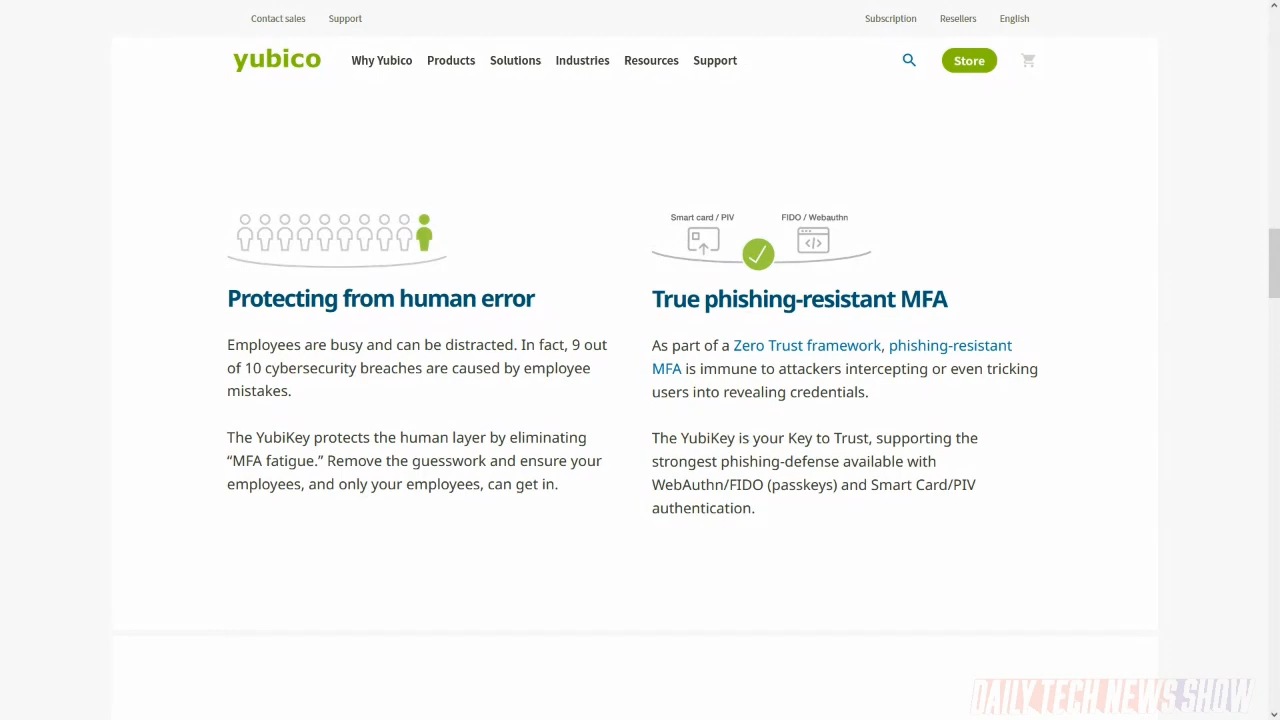 Contact sales Support Subscription Resellers English
yubico Why Yubico Products Solutions Industries Resources Support Store
Smart card / PIV FIDO / Webauthn
Protecting from human error
Employees are busy and can be distracted. In fact, 9 out
of 10 cybersecurity breaches are caused by employee
mistakes.
The YubiKey protects the human layer by eliminating
“MFA fatigue.” Remove the guesswork and ensure your
employees, and only your employees, can get in.
True phishing-resistant MFA
As part of a Zero Trust framework, phishing-resistant
MFA is immune to attackers intercepting or even tricking
users into revealing credentials.
The YubiKey is your Key to Trust, supporting the
strongest phishing-defense available with
WebAuthn/FIDO (passkeys) and Smart Card/PIV
authentication.
DAILY TECH NEWS SHOW